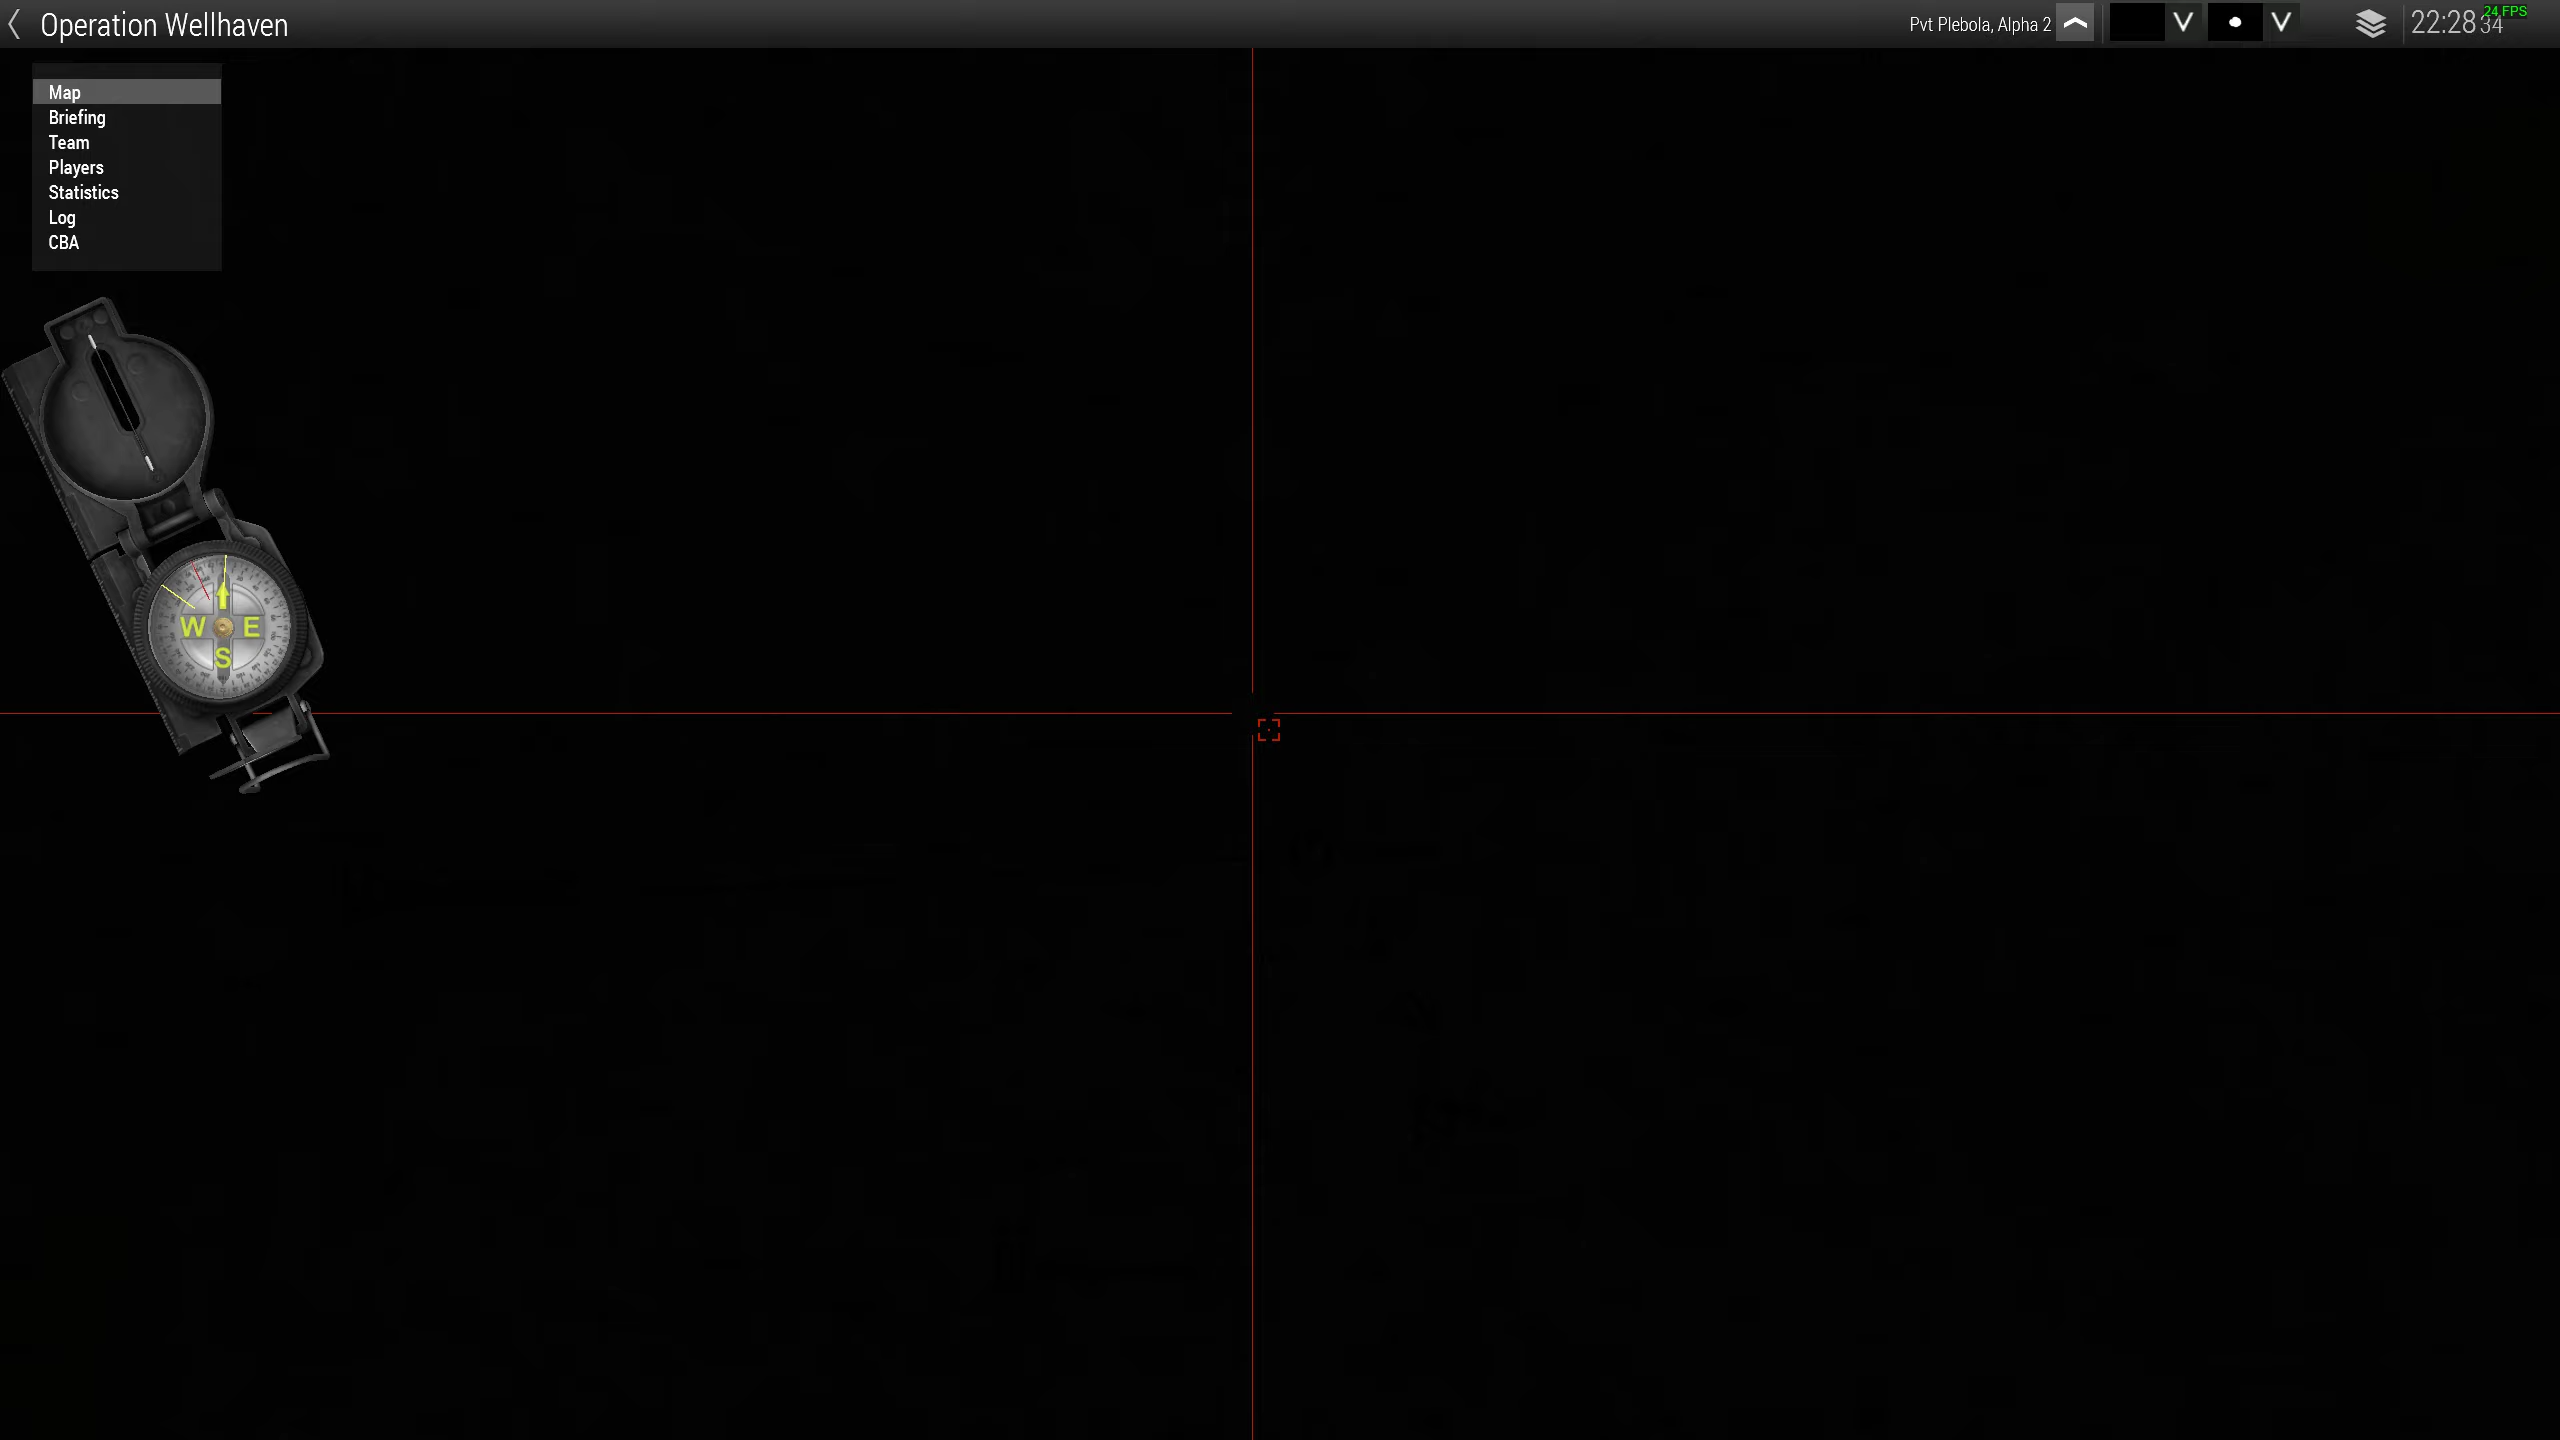 Operation Wellhaven
Pvt Plebola, Alpha 2
22:28 34
24 FPS
Map
Briefing
Team
Players
Statistics
Log
CBA
W E
S